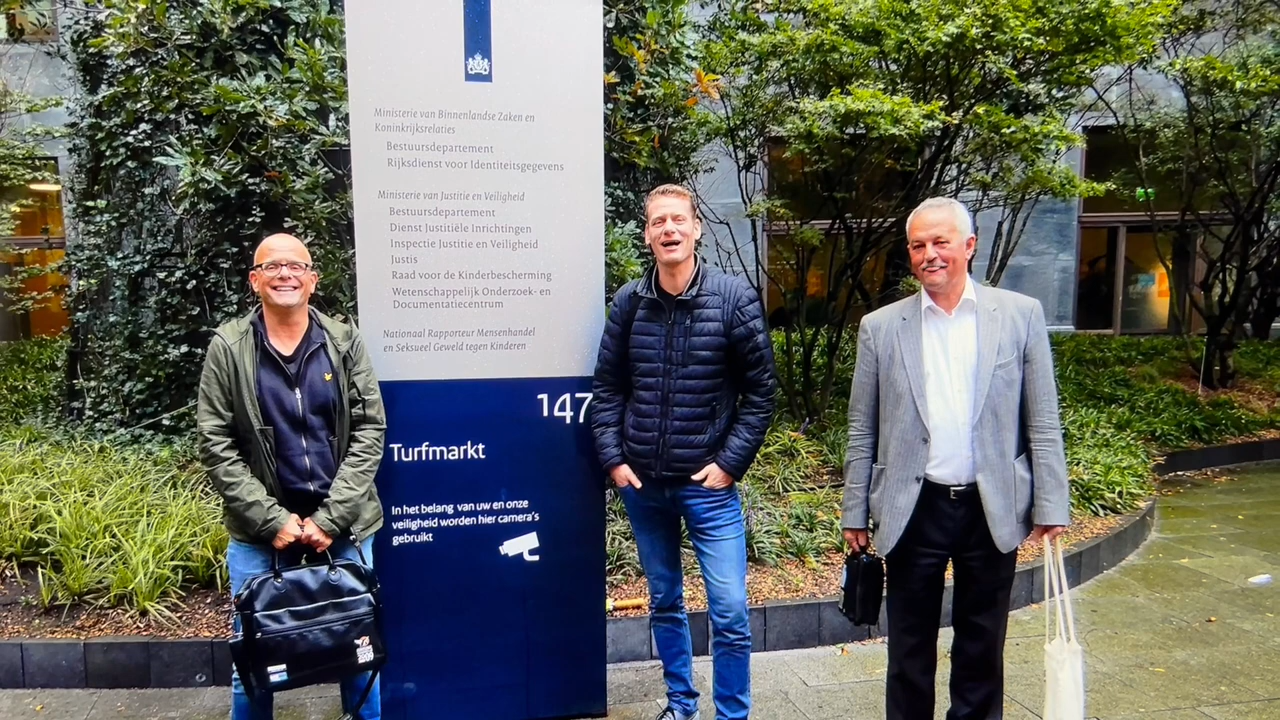 Ministerie van Binnenlandse Zaken en
Koninkrijksrelaties
Bestuursdepartement
Rijksdienst voor Identiteitsgegevens
Ministerie van Justitie en Veiligheid
Bestuursdepartement
Dienst Justitiële Inrichtingen
Inspectie Justitie en Veiligheid
Justis
Raad voor de Kinderbescherming
Wetenschappelijk Onderzoek- en
Documentatiecentrum
Nationaal Rapporteur Mensenhandel
en Seksueel Geweld tegen Kinderen
147
Turfmarkt
In het belang van uw en onze
veiligheid worden hier camera's
gebruikt